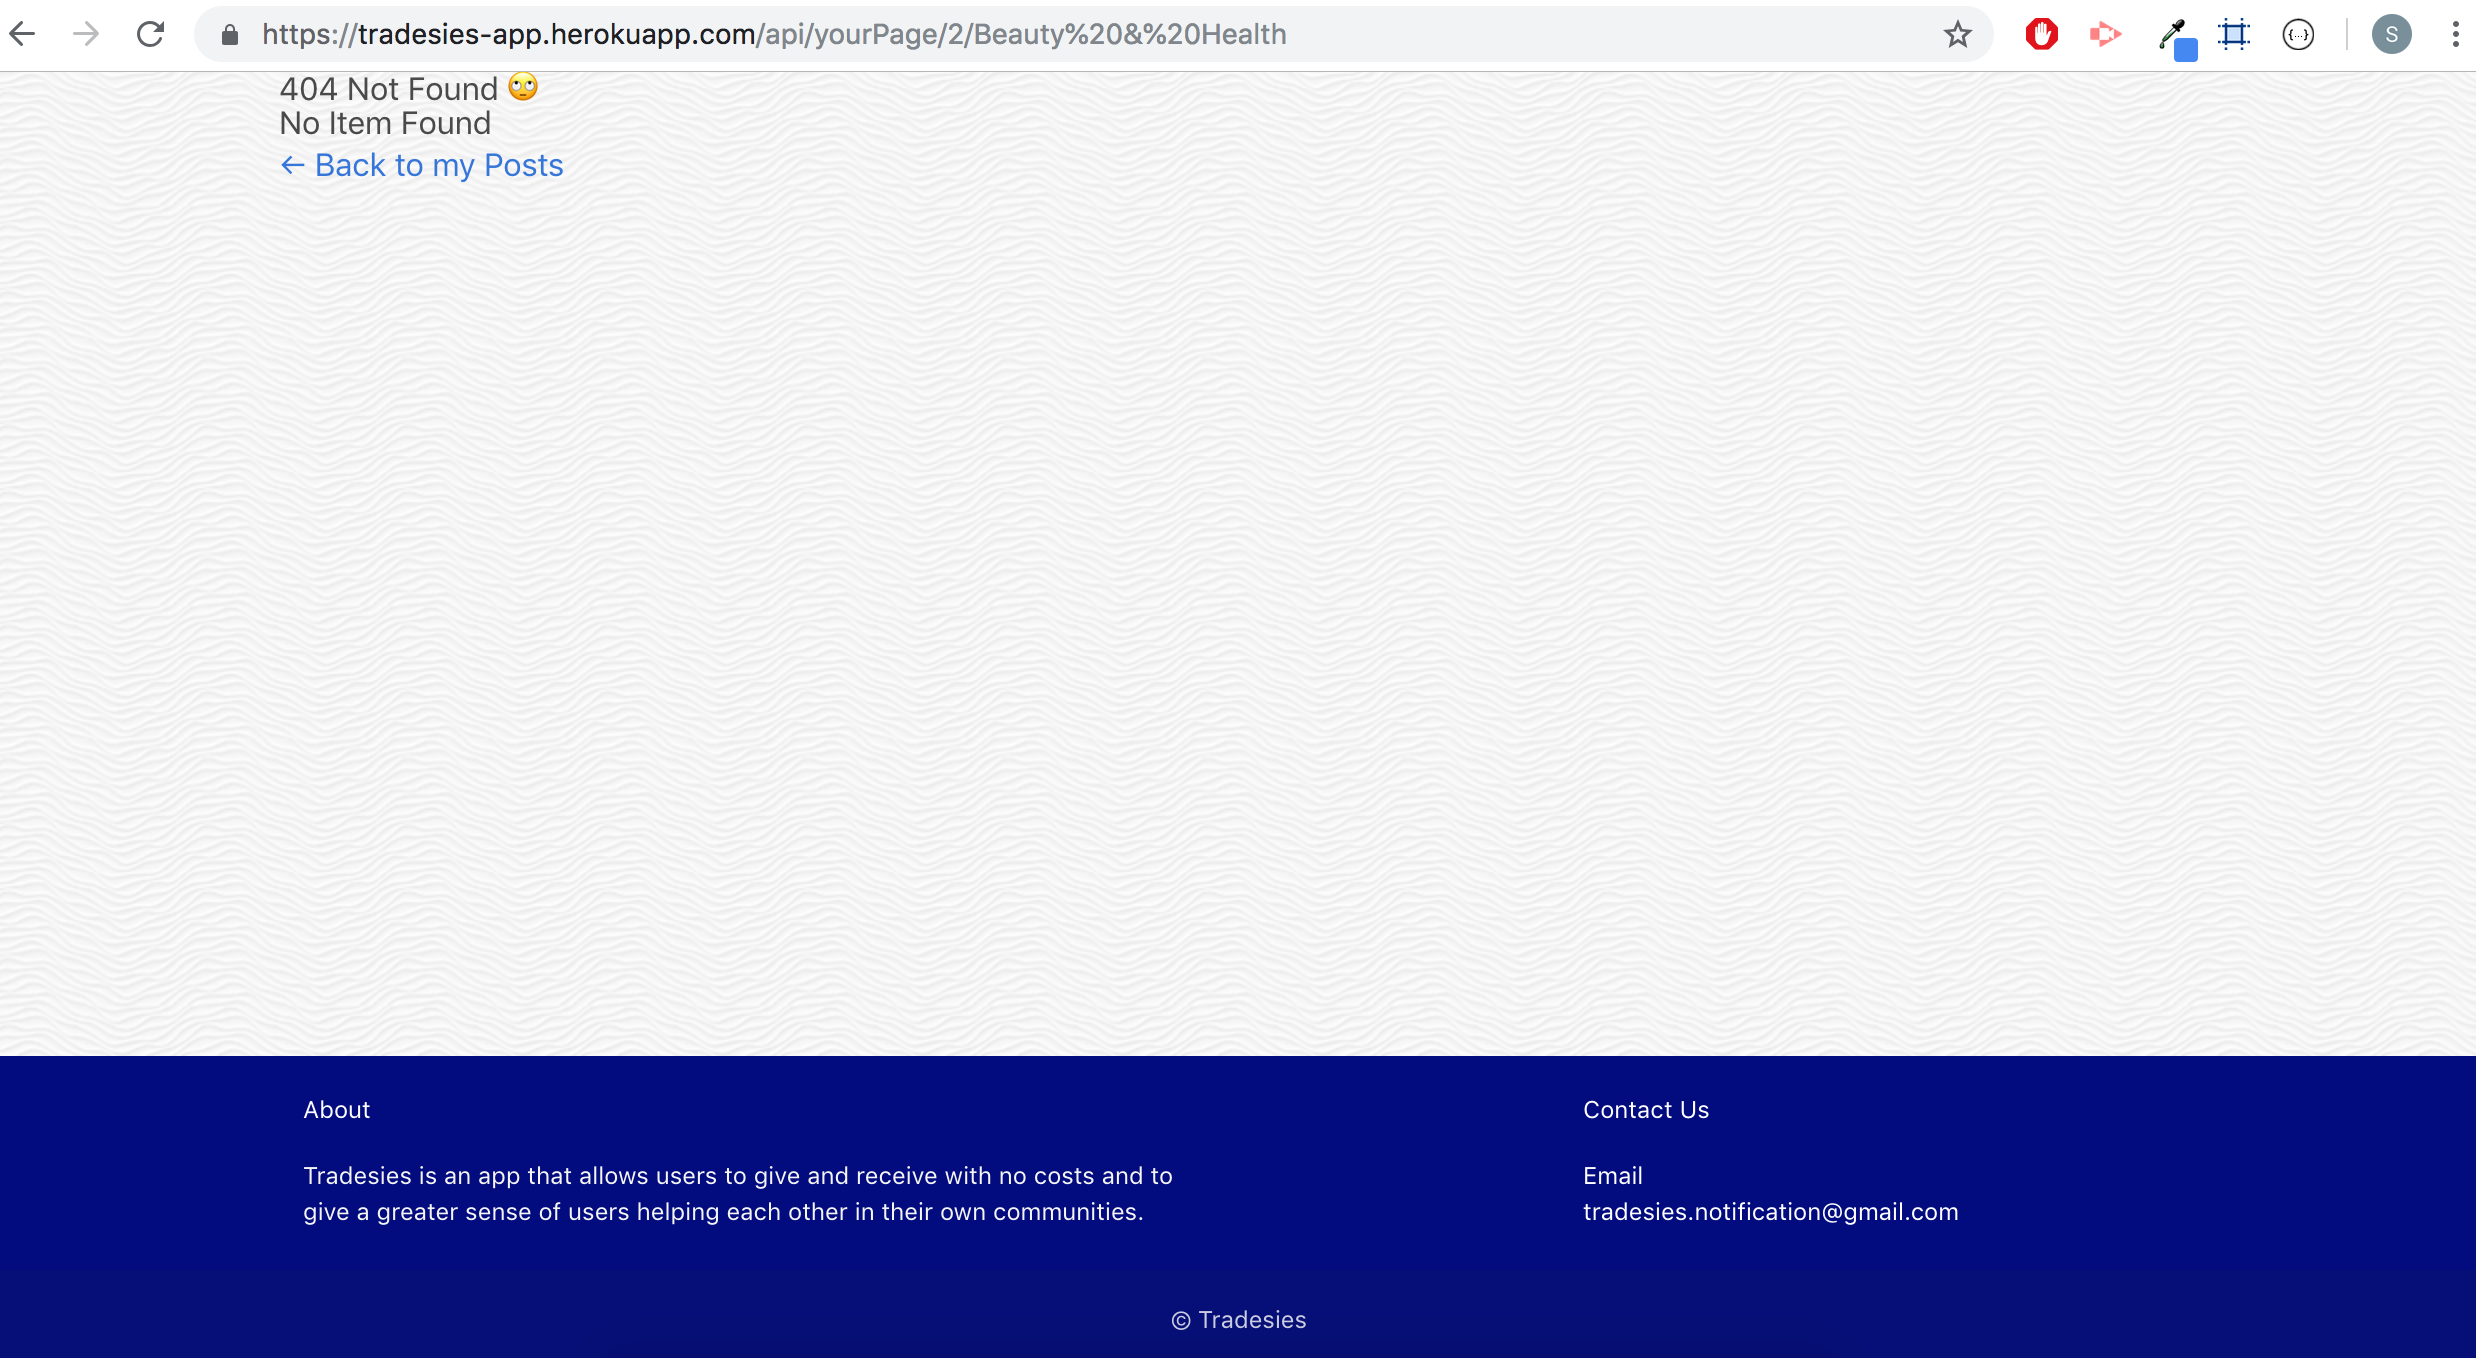 https://tradesies-app.herokuapp.com/api/yourPage/2/Beauty%20&%20Health
{...}
S
404 Not Found 🙄
No Item Found
← Back to my Posts
About
Contact Us
Tradesies is an app that allows users to give and receive with no costs and to
give a greater sense of users helping each other in their own communities.
Email
tradesies.notification@gmail.com
© Tradesies